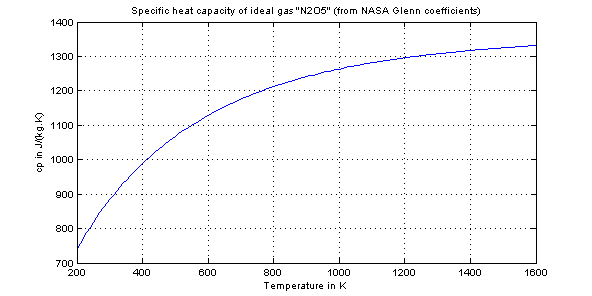 Specific heat capacity of ideal gas "N2O5" (from NASA Glenn coefficients)
1400
1300
1200
1100
1000
900
800
700
cp in J/(kg.K)
200 400 600 800 1000 1200 1400 1600
Temperature in K